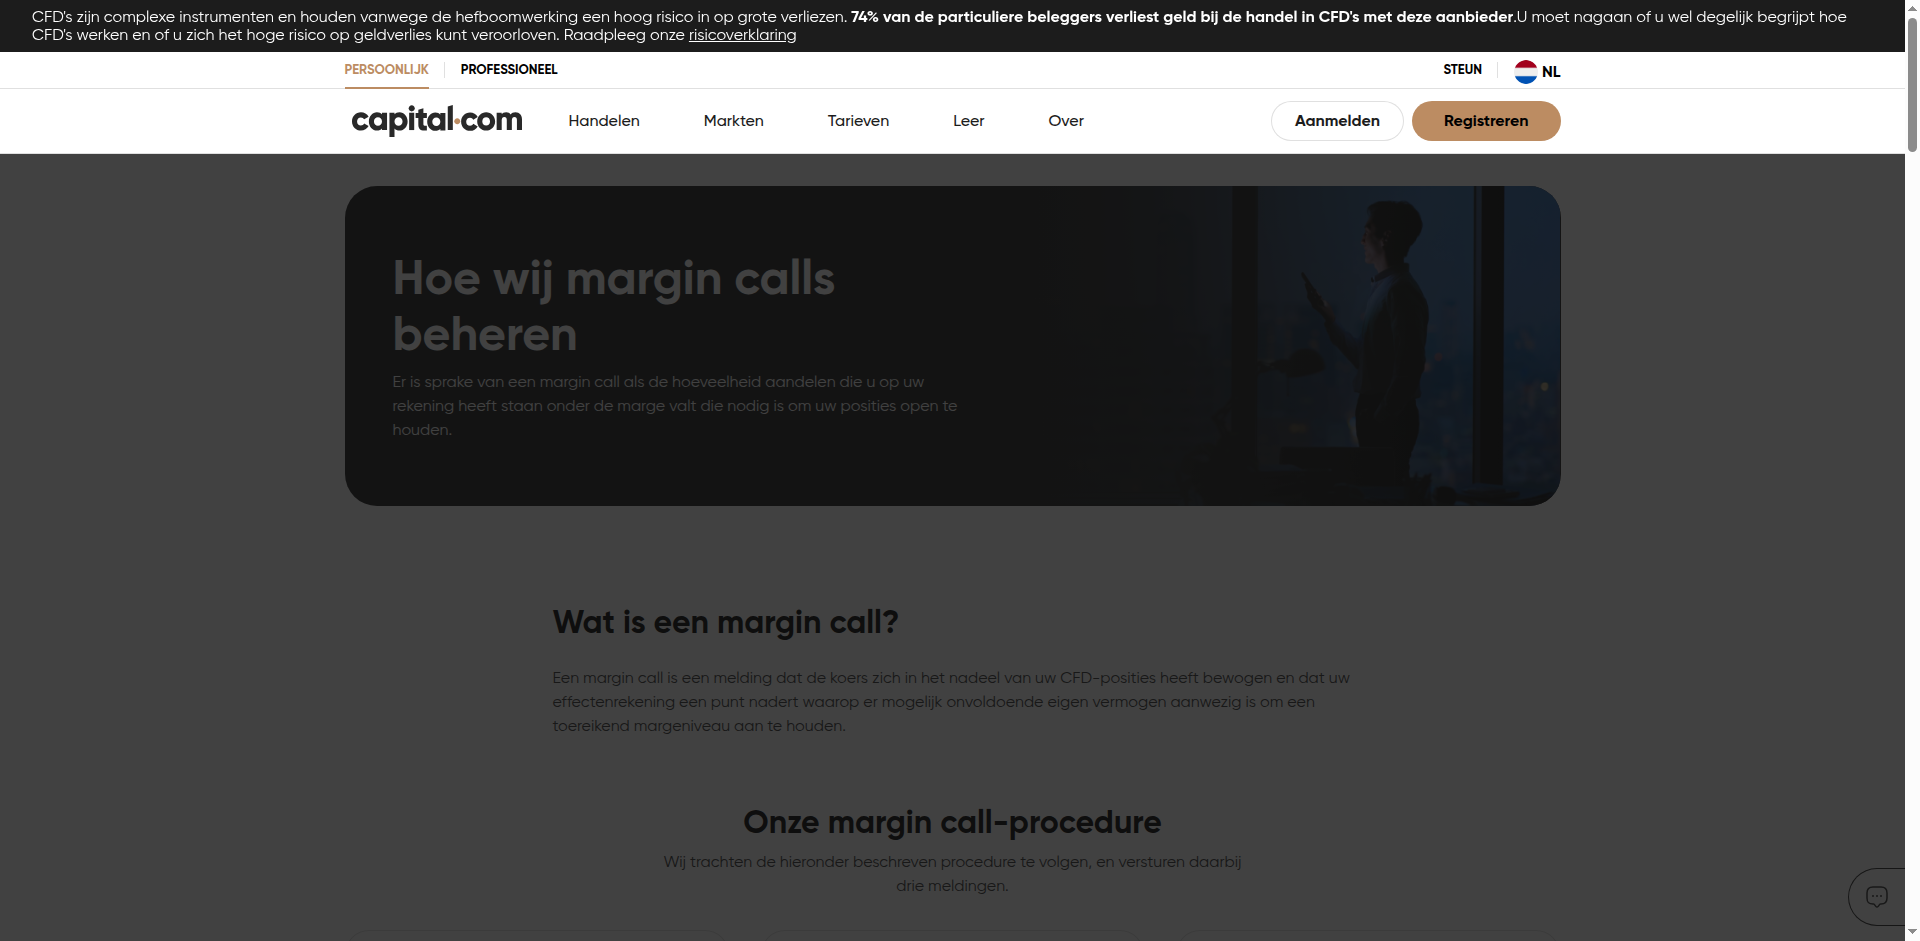 CFD's zijn complexe instrumenten en houden vanwege de hefboomwerking een hoog risico in op grote verliezen. 74% van de particuliere beleggers verliest geld bij de handel in CFD's met deze aanbieder.U moet nagaan of u wel degelijk begrijpt hoe
CFD's werken en of u zich het hoge risico op geldverlies kunt veroorloven. Raadpleeg onze risicoverklaring
PERSOONLIJK PROFESSIONEEL STEUN NL
capital.com Handelen Markten Tarieven Leer Over Aanmelden Registreren
Hoe wij margin calls
beheren
Er is sprake van een margin call als de hoeveelheid aandelen die u op uw
rekening heeft staan onder de marge valt die nodig is om uw posities open te
houden.
Wat is een margin call?
Een margin call is een melding dat de koers zich in het nadeel van uw CFD-posities heeft bewogen en dat uw
effectenrekening een punt nadert waarop er mogelijk onvoldoende eigen vermogen aanwezig is om een
toereikend margeniveau aan te houden.
Onze margin call-procedure
Wij trachten de hieronder beschreven procedure te volgen, en versturen daarbij
drie meldingen.